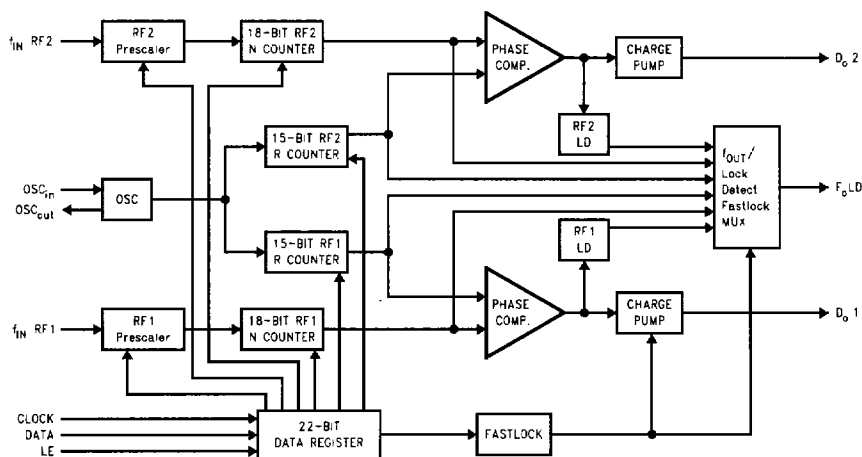 f_IN RF2
RF2
Prescaler
18-BIT RF2
N COUNTER
PHASE
COMP.
CHARGE
PUMP
D_o 2
15-BIT RF2
R COUNTER
RF2
LD
OSC_in
OSC_out
OSC
f_OUT/
Lock
Detect
Fastlock
MUX
F_oLD
15-BIT RF1
R COUNTER
RF1
LD
f_IN RF1
RF1
Prescaler
18-BIT RF1
N COUNTER
PHASE
COMP.
CHARGE
PUMP
D_o 1
CLOCK
DATA
LE
22-BIT
DATA REGISTER
FASTLOCK